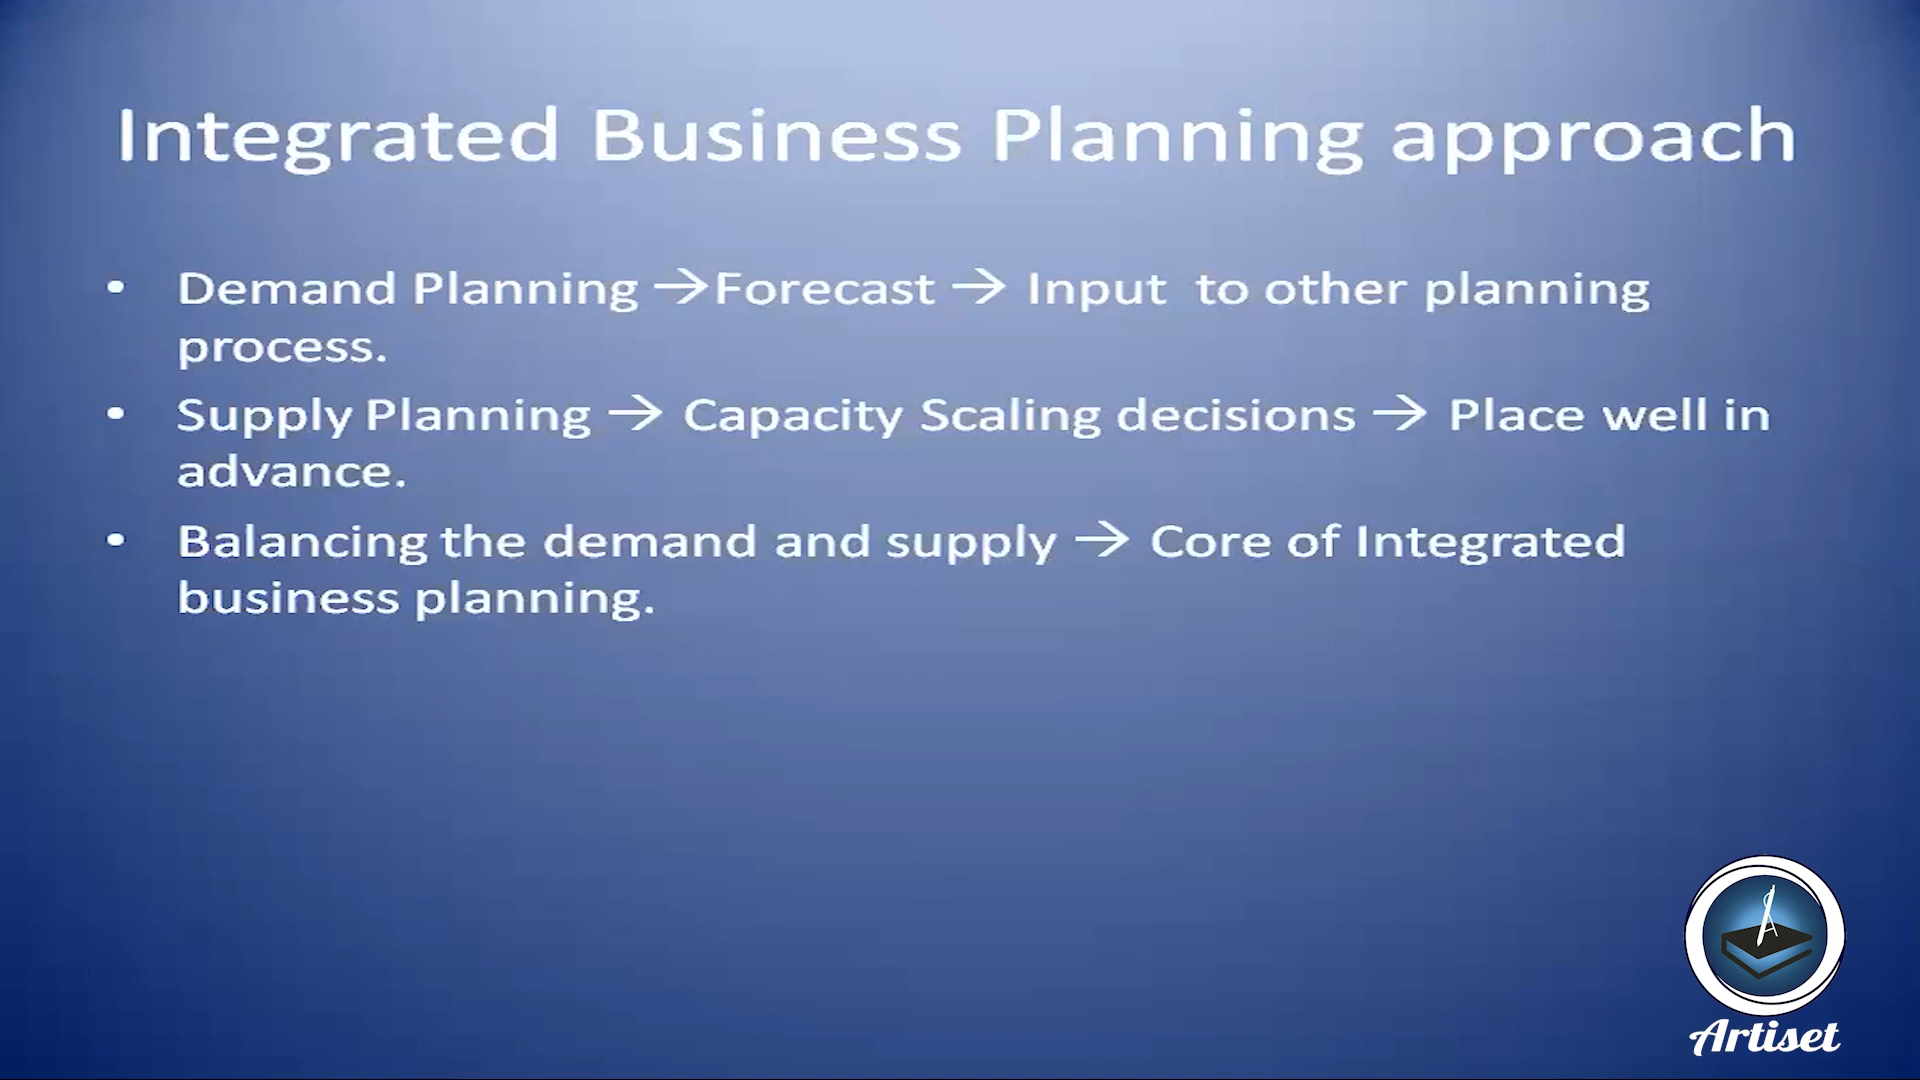 Integrated Business Planning approach
• Demand Planning →Forecast → Input to other planning
process.
• Supply Planning → Capacity Scaling decisions → Place well in
advance.
• Balancing the demand and supply → Core of Integrated
business planning.
Artiset